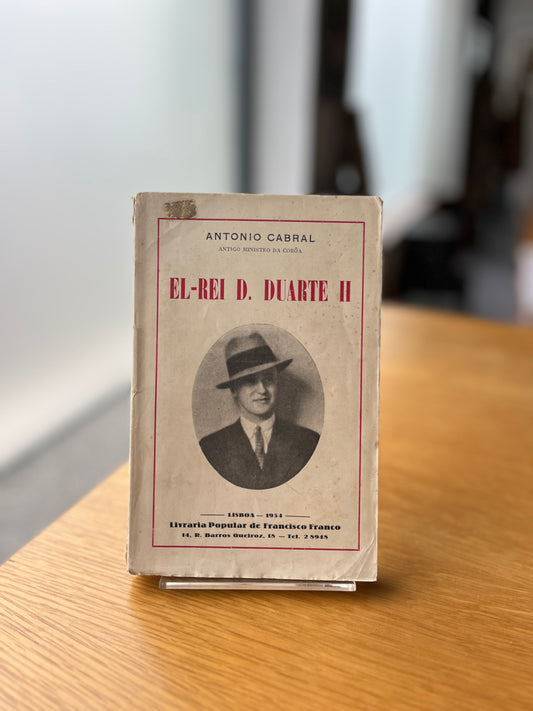 ANTONIO CABRAL
ANTIGO MINISTRO DA CORÔA
EL-REI D. DUARTE II
LISBOA — 1934
Livraria Popular de Francisco Franco
14, R. Barros Queiroz, 18 — Tel. 2 8948